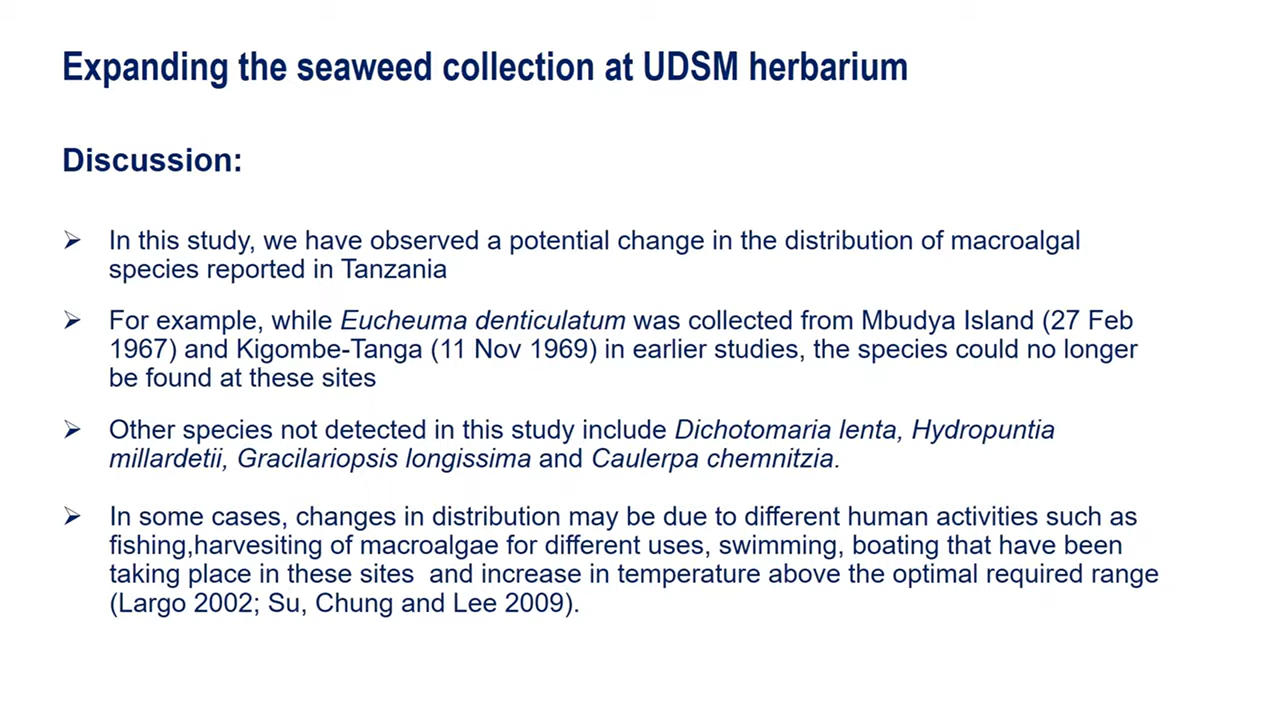 Expanding the seaweed collection at UDSM herbarium
Discussion:
➢ In this study, we have observed a potential change in the distribution of macroalgal
species reported in Tanzania
➢ For example, while Eucheuma denticulatum was collected from Mbudya Island (27 Feb
1967) and Kigombe-Tanga (11 Nov 1969) in earlier studies, the species could no longer
be found at these sites
➢ Other species not detected in this study include Dichotomaria lenta, Hydropuntia
millardetii, Gracilariopsis longissima and Caulerpa chemnitzia.
➢ In some cases, changes in distribution may be due to different human activities such as
fishing,harvesiting of macroalgae for different uses, swimming, boating that have been
taking place in these sites  and increase in temperature above the optimal required range
(Largo 2002; Su, Chung and Lee 2009).